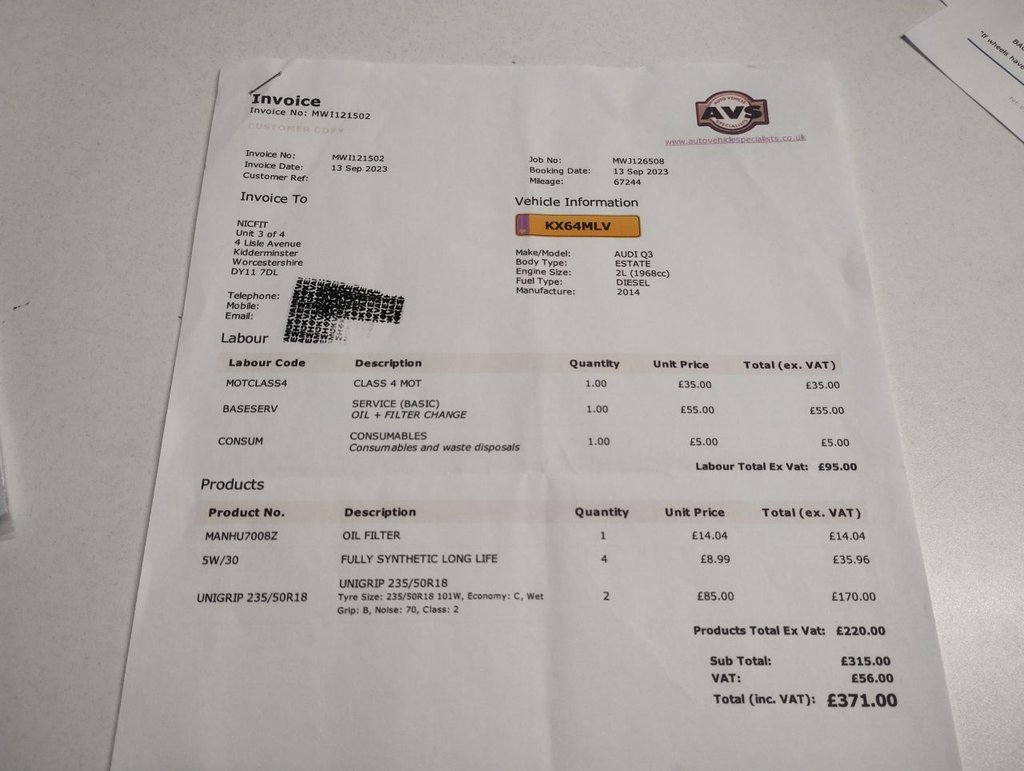 Invoice
Invoice No: MWI121502
CUSTOMER COPY
AUTO VEHICLE
AVS
SPECIALISTS
www.autovehiclespecialists.co.uk
Invoice No: MWI121502
Invoice Date: 13 Sep 2023
Customer Ref:
Job No: MWJ126508
Booking Date: 13 Sep 2023
Mileage: 67244
Invoice To
NICFIT
Unit 3 of 4
4 Lisle Avenue
Kidderminster
Worcestershire
DY11 7DL
Telephone:
Mobile:
Email:
Vehicle Information
KX64MLV
Make/Model: AUDI Q3
Body Type: ESTATE
Engine Size: 2L (1968cc)
Fuel Type: DIESEL
Manufacture: 2014
Labour
Labour Code Description Quantity Unit Price Total (ex. VAT)
MOTCLASS4 CLASS 4 MOT 1.00 £35.00 £35.00
BASESERV SERVICE (BASIC) 1.00 £55.00 £55.00
OIL + FILTER CHANGE
CONSUM CONSUMABLES 1.00 £5.00 £5.00
Consumables and waste disposals
Labour Total Ex Vat: £95.00
Products
Product No. Description Quantity Unit Price Total (ex. VAT)
MANHU7008Z OIL FILTER 1 £14.04 £14.04
5W/30 FULLY SYNTHETIC LONG LIFE 4 £8.99 £35.96
UNIGRIP 235/50R18 UNIGRIP 235/50R18 2 £85.00 £170.00
Tyre Size: 235/50R18 101W, Economy: C, Wet
Grip: B, Noise: 70, Class: 2
Products Total Ex Vat: £220.00
Sub Total: £315.00
VAT: £56.00
Total (inc. VAT): £371.00
"If wheels have